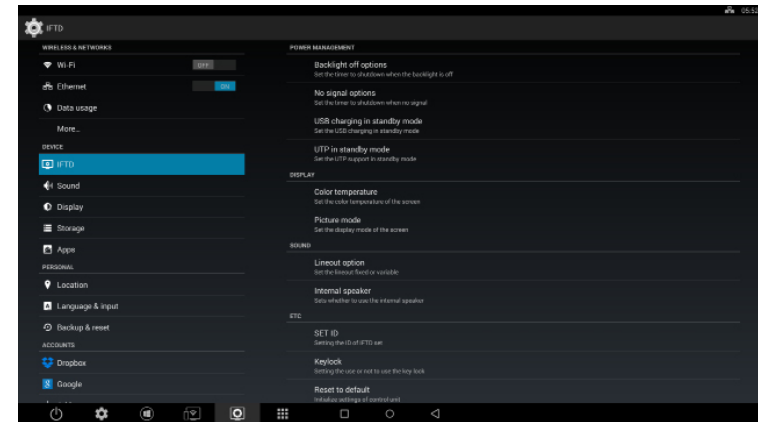 05:52
IFTD
WIRELESS & NETWORKS
Wi-Fi
OFF
Ethernet
ON
Data usage
More...
DEVICE
IFTD
Sound
Display
Storage
Apps
PERSONAL
Location
Language & input
Backup & reset
ACCOUNTS
Dropbox
Google
POWER MANAGEMENT
Backlight off options
Set the timer to shutdown when the backlight is off
No signal options
Set the timer to shutdown when no signal
USB charging in standby mode
Set the USB charging in standby mode
UTP in standby mode
Set the UTP support in standby mode
DISPLAY
Color temperature
Set the color temperature of the screen
Picture mode
Set the display mode of the screen
SOUND
Lineout option
Set the lineout fixed or variable
Internal speaker
Sets whether to use the internal speaker
ETC
SET ID
Setting the ID of IFTD set
Keylock
Setting the use or not to use the key lock
Reset to default
Initialize settings of control unit